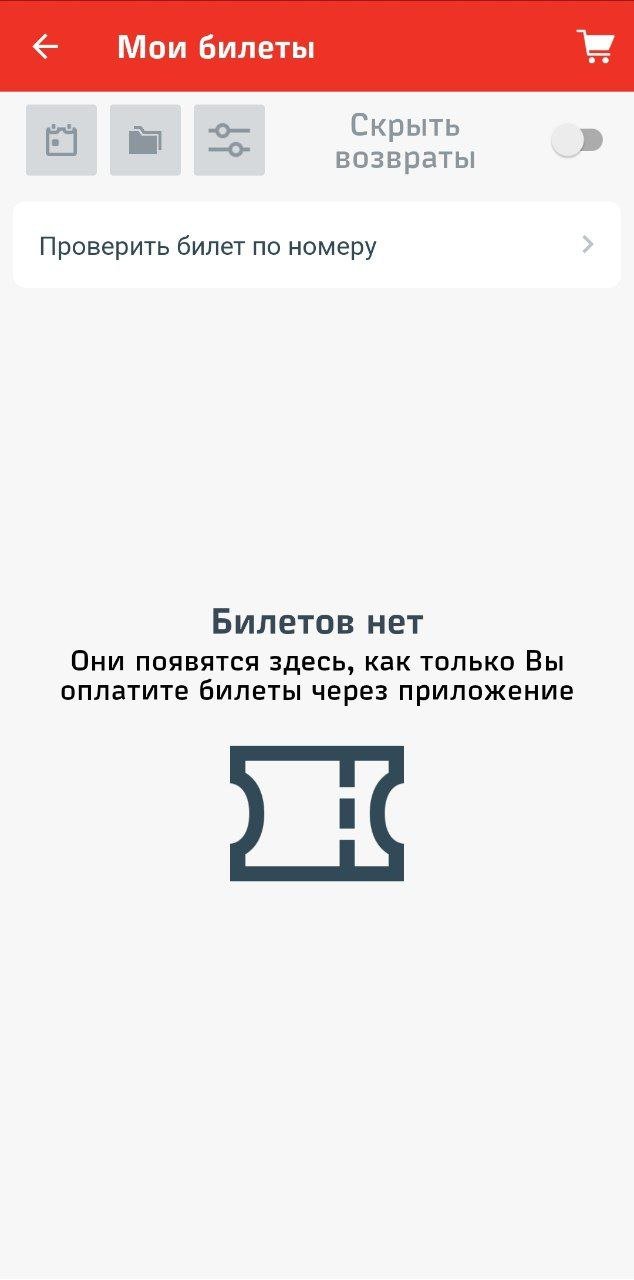 Мои билеты
Скрыть
возвраты
Проверить билет по номеру
Билетов нет
Они появятся здесь, как только Вы
оплатите билеты через приложение